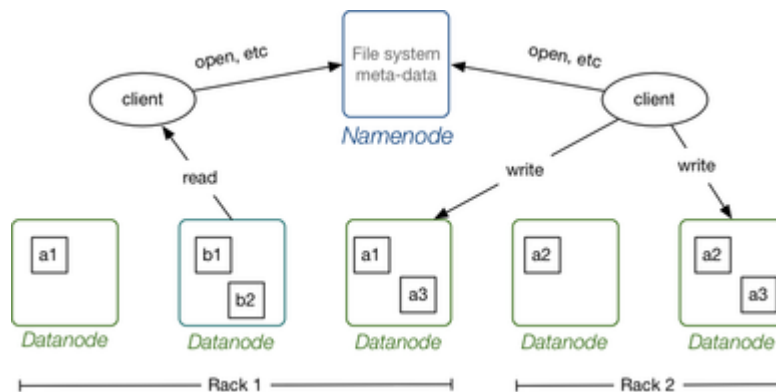 open, etc
File system
meta-data
open, etc
client
client
Namenode
read
write
write
a1
b1
b2
a1
a3
a2
a2
a3
Datanode
Datanode
Datanode
Datanode
Datanode
Rack 1
Rack 2